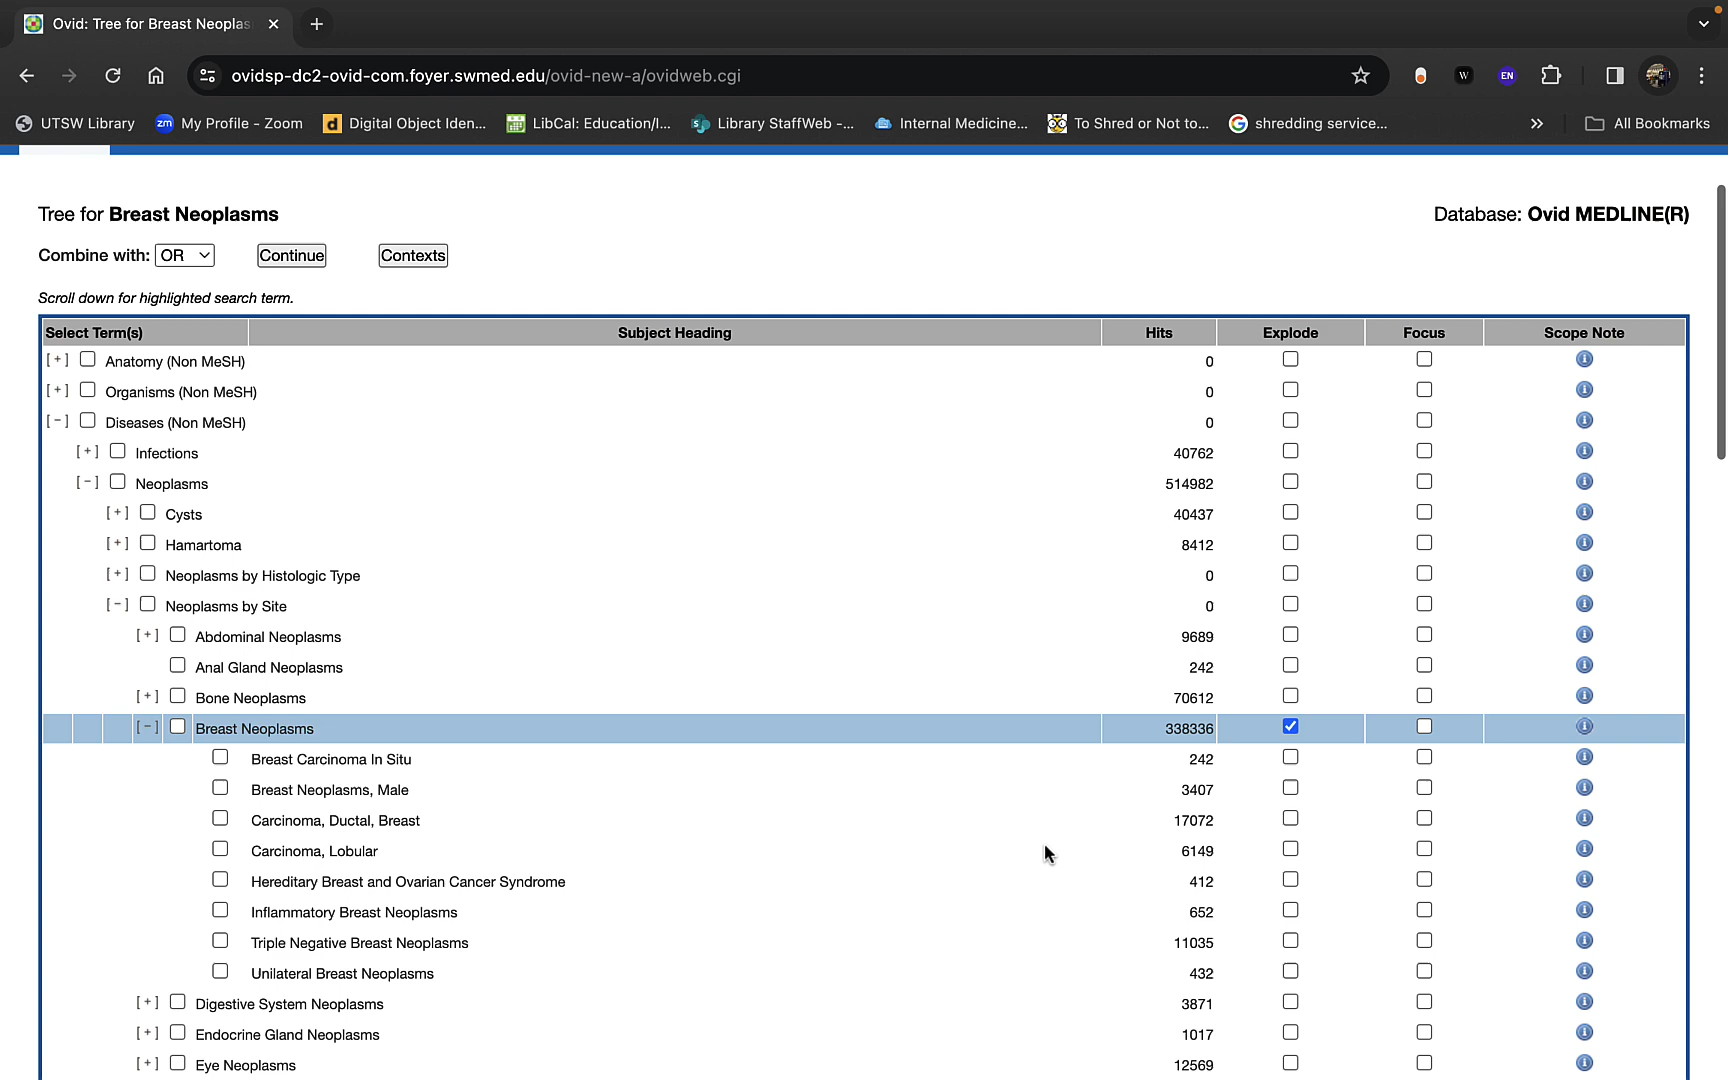 Ovid: Tree for Breast Neoplas
ovidsp-dc2-ovid-com.foyer.swmed.edu/ovid-new-a/ovidweb.cgi
W
EN
UTSW Library
zm My Profile - Zoom
d Digital Object Iden...
LibCal: Education/I...
Library StaffWeb -...
Internal Medicine...
To Shred or Not to...
G shredding service...
» All Bookmarks
Tree for Breast Neoplasms
Database: Ovid MEDLINE(R)
Combine with: OR Continue Contexts
Scroll down for highlighted search term.
Select Term(s) Subject Heading Hits Explode Focus Scope Note
[+] Anatomy (Non MeSH) 0
[+] Organisms (Non MeSH) 0
[-] Diseases (Non MeSH) 0
[+] Infections 40762
[-] Neoplasms 514982
[+] Cysts 40437
[+] Hamartoma 8412
[+] Neoplasms by Histologic Type 0
[-] Neoplasms by Site 0
[+] Abdominal Neoplasms 9689
Anal Gland Neoplasms 242
[+] Bone Neoplasms 70612
[-] Breast Neoplasms 338336
Breast Carcinoma In Situ 242
Breast Neoplasms, Male 3407
Carcinoma, Ductal, Breast 17072
Carcinoma, Lobular 6149
Hereditary Breast and Ovarian Cancer Syndrome 412
Inflammatory Breast Neoplasms 652
Triple Negative Breast Neoplasms 11035
Unilateral Breast Neoplasms 432
[+] Digestive System Neoplasms 3871
[+] Endocrine Gland Neoplasms 1017
[+] Eye Neoplasms 12569